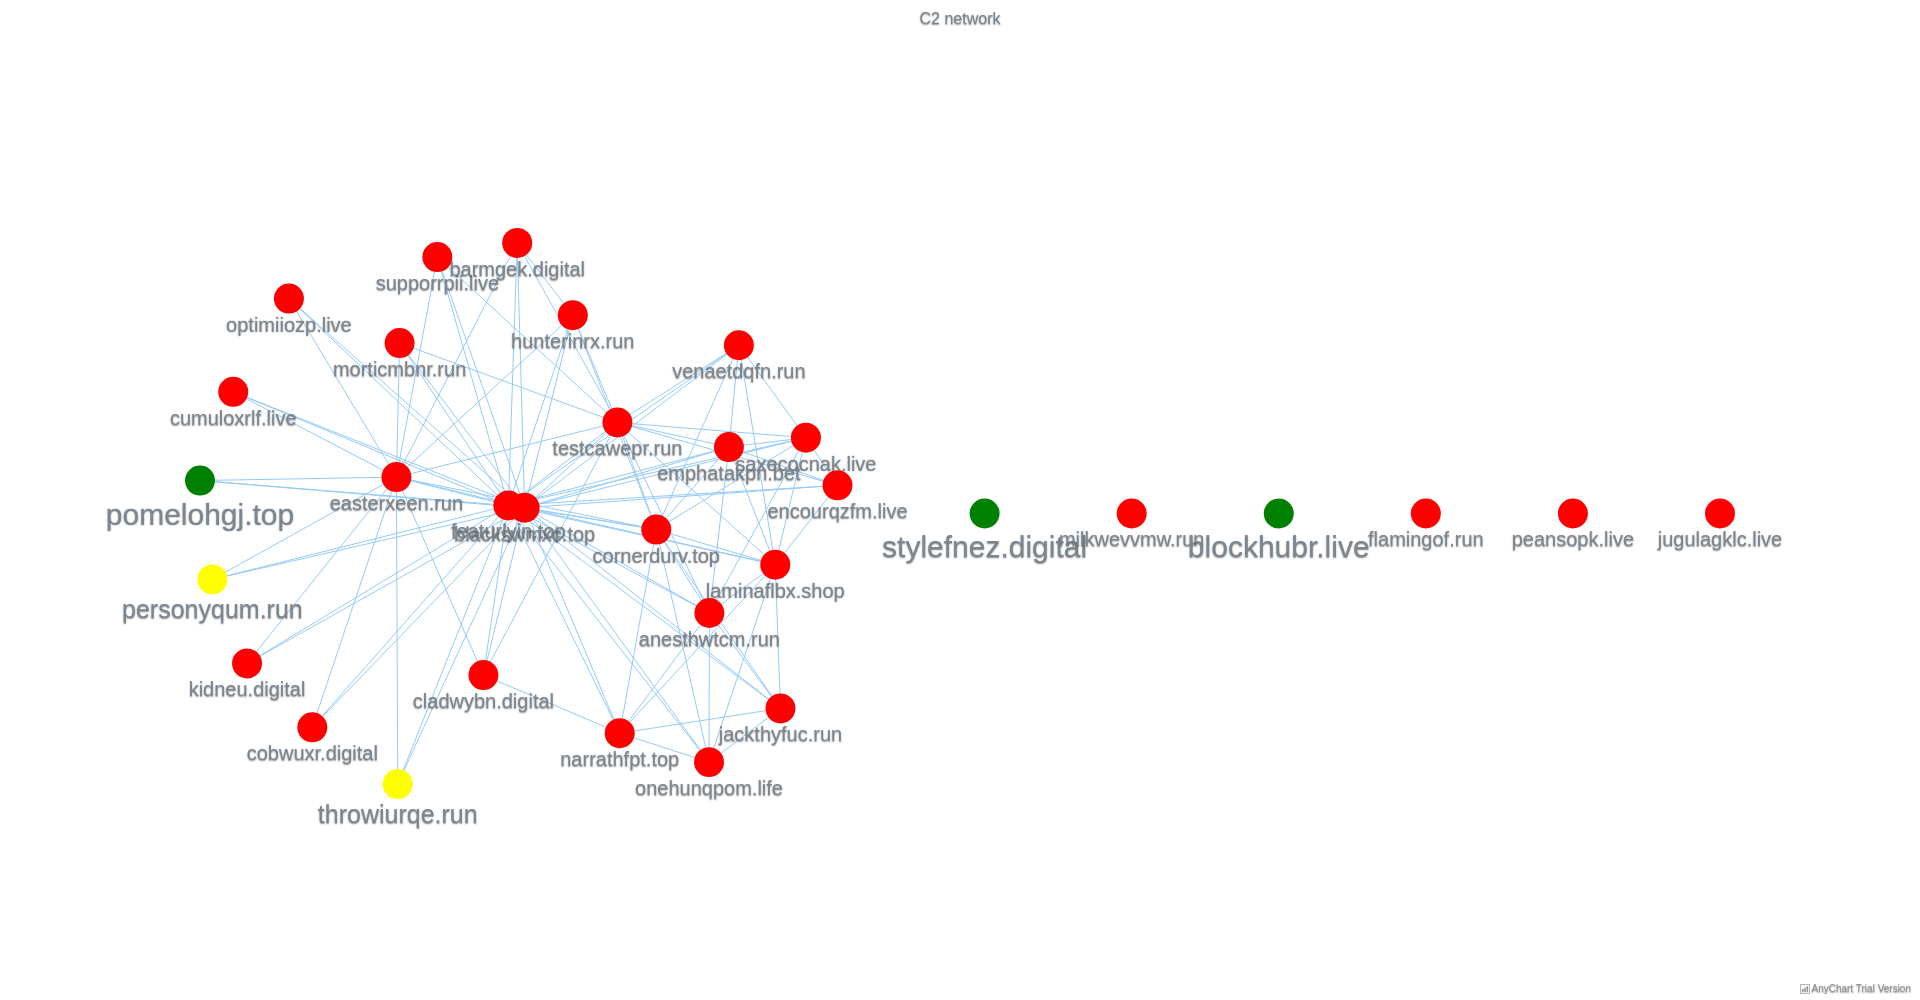 C2 network
barmgek.digital
supporrpii.live
optimiiozp.live
hunterinrx.run
morticmbnr.run
venaetdqfn.run
cumuloxrlf.live
testcawepr.run
saxecocnak.live
emphatakpn.bet
easterxeen.run
encourqzfm.live
pomelohgj.top
featurlyin.top
blackswmxc.top
stylefnez.digital
milkwevvmw.run
blockhubr.live
flamingof.run
peansopk.live
jugulagklc.live
cornerdurv.top
laminaflbx.shop
personyqum.run
anesthwtcm.run
kidneu.digital
cladwybn.digital
jackthyfuc.run
cobwuxr.digital
narrathfpt.top
onehunqpom.life
throwiurqe.run
AnyChart Trial Version